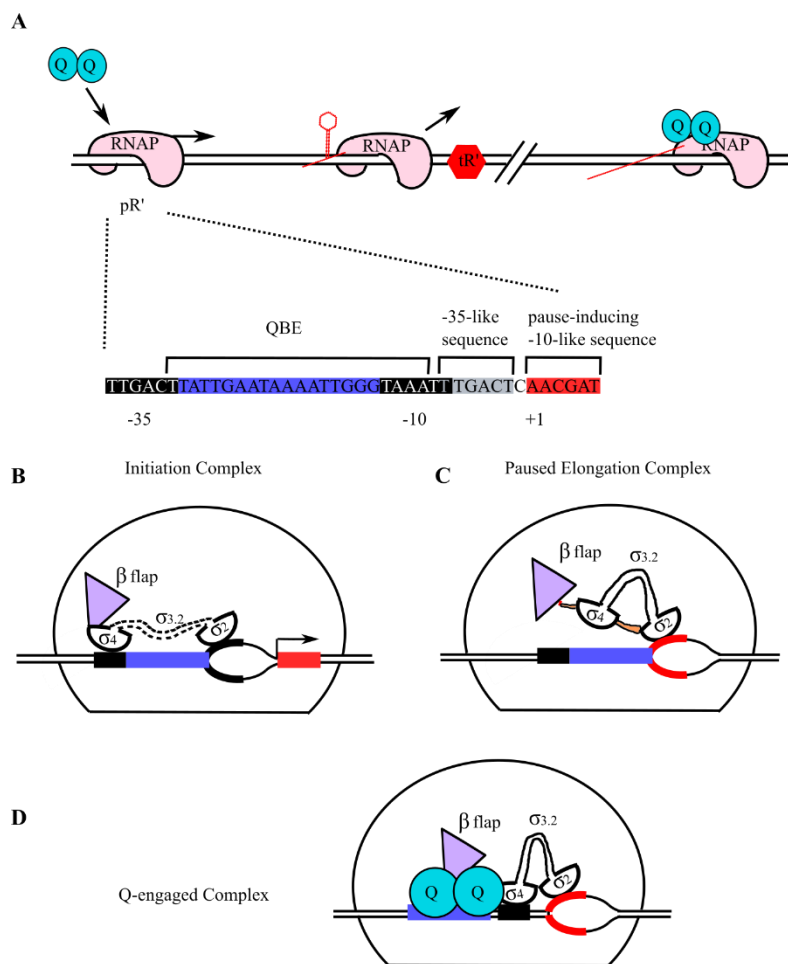 A
Q Q
RNAP
RNAP
tR'
Q Q
RNAP
pR'
QBE
-35-like
sequence
pause-inducing
-10-like sequence
TTGACTTATTGAATAAAATTGGGTAAATTTGACTCAACGAT
-35
-10
+1
B
Initiation Complex
β flap
σ4
σ3.2
σ2
C
Paused Elongation Complex
β flap
σ4
σ3.2
σ2
D
Q-engaged Complex
β flap
σ3.2
Q Q
σ4
σ2